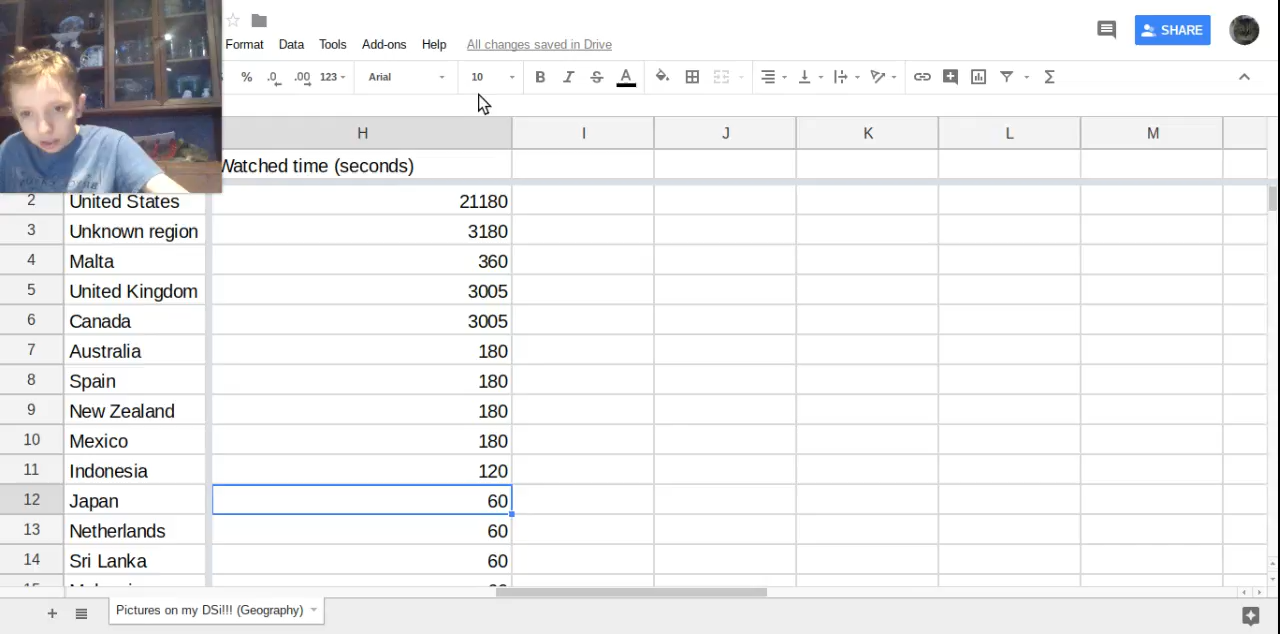 Format Data Tools Add-ons Help All changes saved in Drive SHARE
% .0 .00 123 Arial 10 B I S A
H I J K L M
Watched time (seconds)
2 United States 21180
3 Unknown region 3180
4 Malta 360
5 United Kingdom 3005
6 Canada 3005
7 Australia 180
8 Spain 180
9 New Zealand 180
10 Mexico 180
11 Indonesia 120
12 Japan 60
13 Netherlands 60
14 Sri Lanka 60
Pictures on my DSi!!! (Geography)